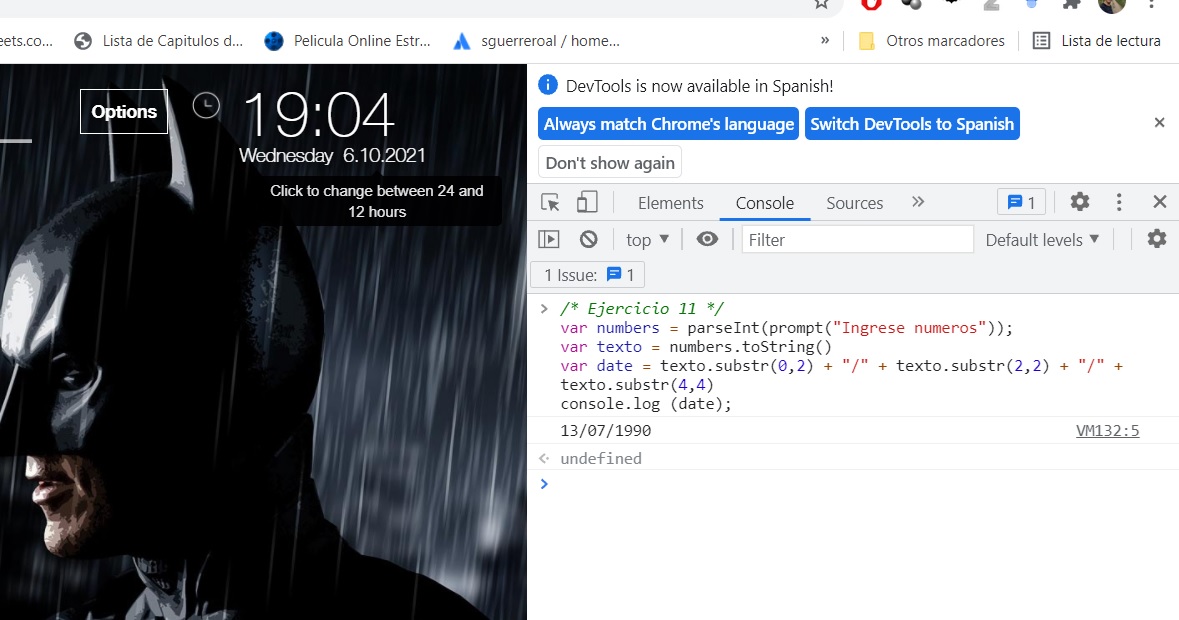 eets.co...
Lista de Capitulos d...
Pelicula Online Estr...
sguerreroal / home...
»
Otros marcadores
Lista de lectura
Options
19:04
Wednesday 6.10.2021
Click to change between 24 and
12 hours
DevTools is now available in Spanish!
Always match Chrome's language
Switch DevTools to Spanish
Don't show again
Elements
Console
Sources
»
1
top
Filter
Default levels
1 Issue:
1
/* Ejercicio 11 */
var numbers = parseInt(prompt("Ingrese numeros"));
var texto = numbers.toString()
var date = texto.substr(0,2) + "/" + texto.substr(2,2) + "/" +
texto.substr(4,4)
console.log (date);
13/07/1990
VM132:5
undefined